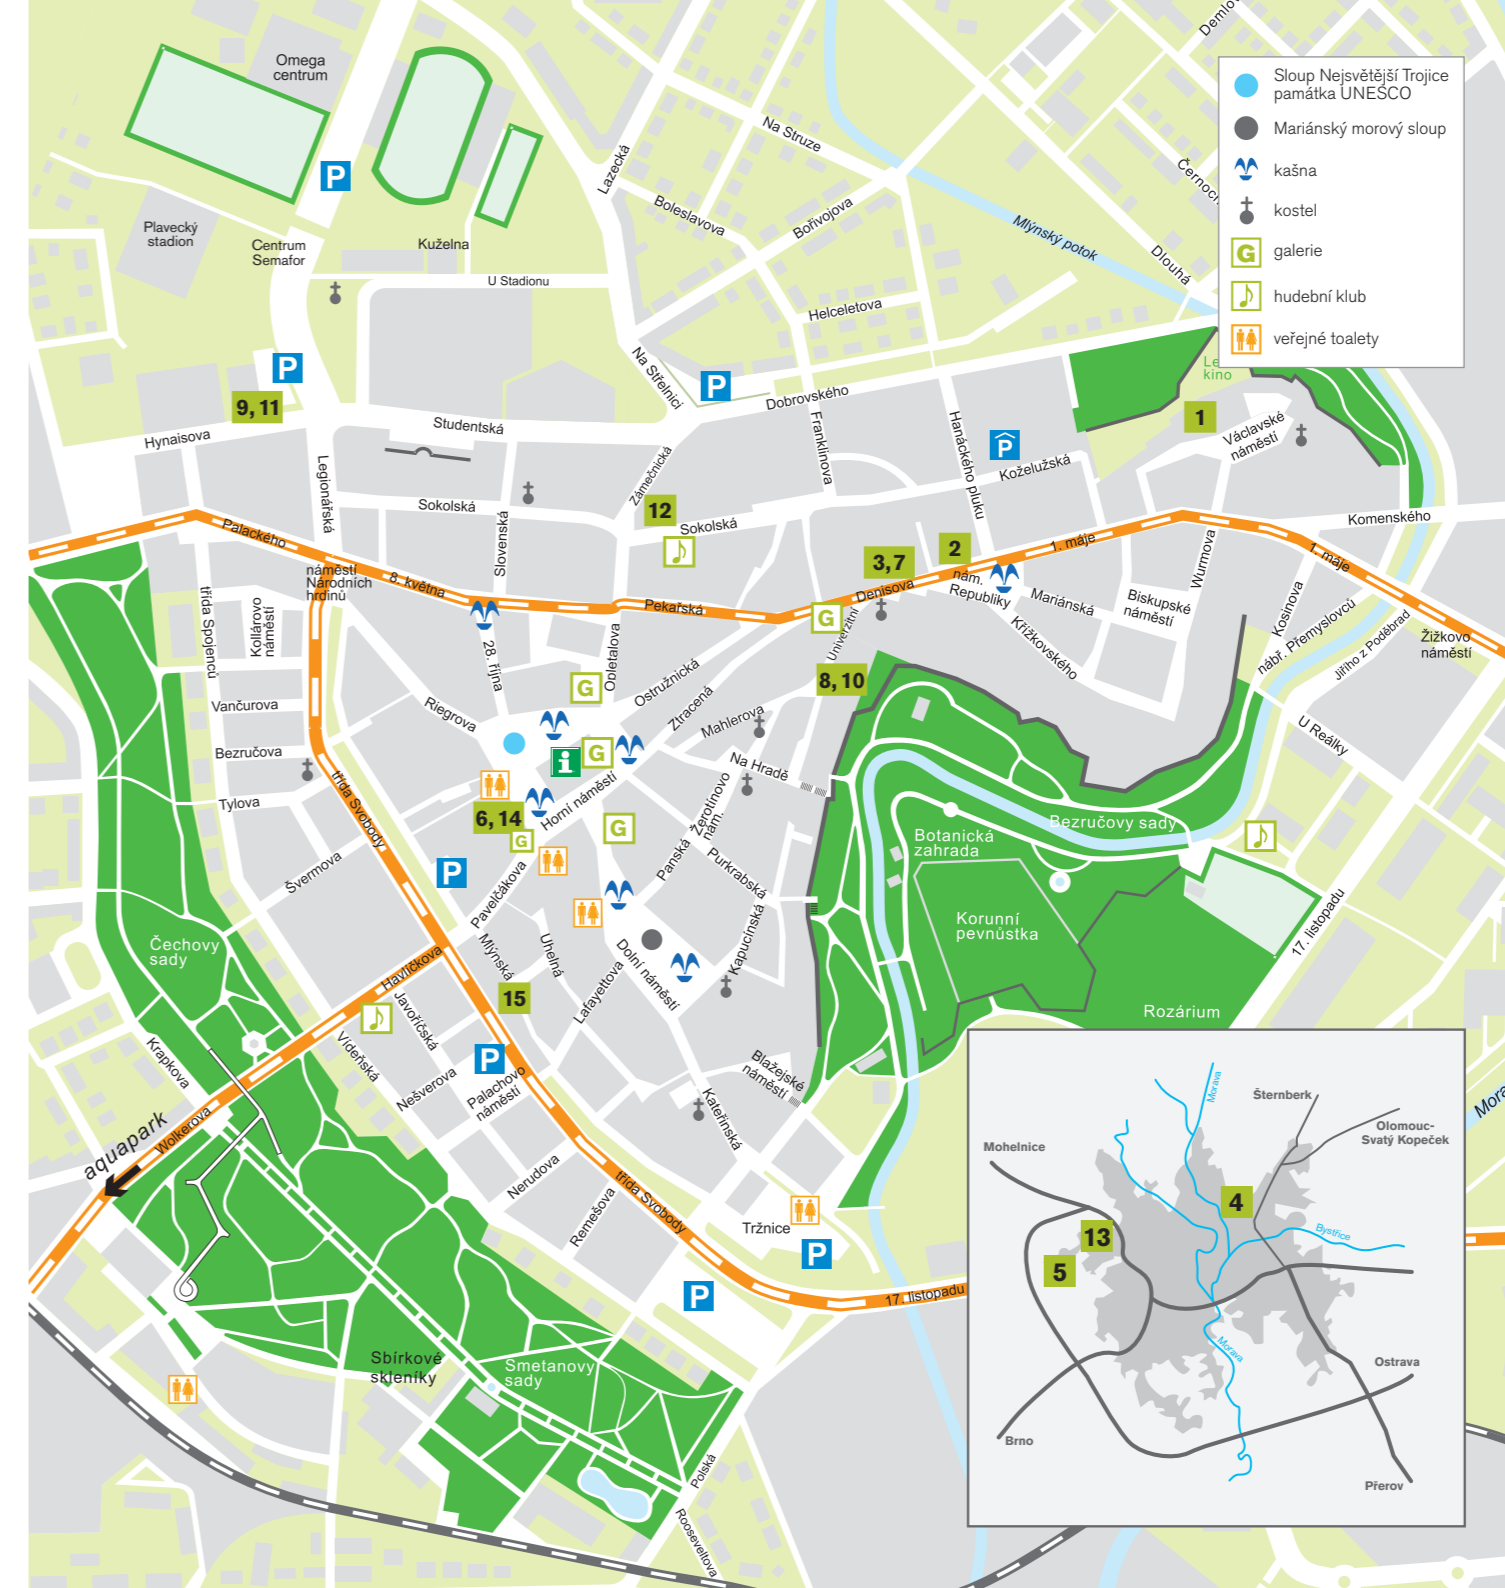 Omega
centrum
Demlo
Lazecká
Na Struze
P
Boleslavova
Bořivojova
Mlýnský potok
Dlouhá
Sloup Nejsvětější Trojice
památka UNESCO
Mariánský morový sloup
kašna
kostel
G galerie
hudební klub
veřejné toalety
Plavecký
stadion
Centrum
Semafor
Kuželna
U Stadionu
Helceletova
Na Střelnici
P
P
9, 11
Dobrovského
kino
1
Hynaisova
Studentská
Franklinova
Hanáckého pluku
P
Koželužská
Václavské
náměstí
Legionářská
Zámečnická
Sokolská
12
Sokolská
Slovenská
Komenského
Palackého
1. máje
1. máje
Wurmova
náměstí
Národních
hrdinů
8. května
Pekařská
3, 7
2
Denisova
nám.
Republiky
Mariánská
Biskupské
náměstí
Kosinova
nábř. Přemyslovců
Jiřího z Poděbrad
Žižkovo
náměstí
třída Spojenců
Kollárovo
náměstí
G
Univerzitní
Křížkovského
28. října
Opletalova
8, 10
G
Ostružnická
Ztracená
Mahlerova
Vančurova
Riegrova
U Reálky
Bezručova
i
G
Na Hradě
Tylova
třída Svobody
6, 14
Horní náměstí
G
G
Žerotínovo
nám.
Panská
Purkrabská
Bezručovy sady
Botanická
zahrada
Švermova
P
Pavelčákova
Kapucínská
Korunní
pevnůstka
17. listopadu
Čechovy
sady
Havlíčkova
Mlýnská
Uhelná
Dolní náměstí
Lafayettova
15
Javoříčská
Vídeňská
Rozárium
Krapkova
P
Nešverova
Palachovo
náměstí
Blažejské
náměstí
Kateřinská
aquapark
Wolkerova
Nerudova
Remešova
třída Svobody
Tržnice
P
P
17. listopadu
Sbírkové
skleníky
Smetanovy
sady
Polská
Rooseveltova
Mora
Morava
Šternberk
Olomouc-
Svatý Kopeček
Mohelnice
4
13
5
Bystřice
Morava
Ostrava
Brno
Přerov